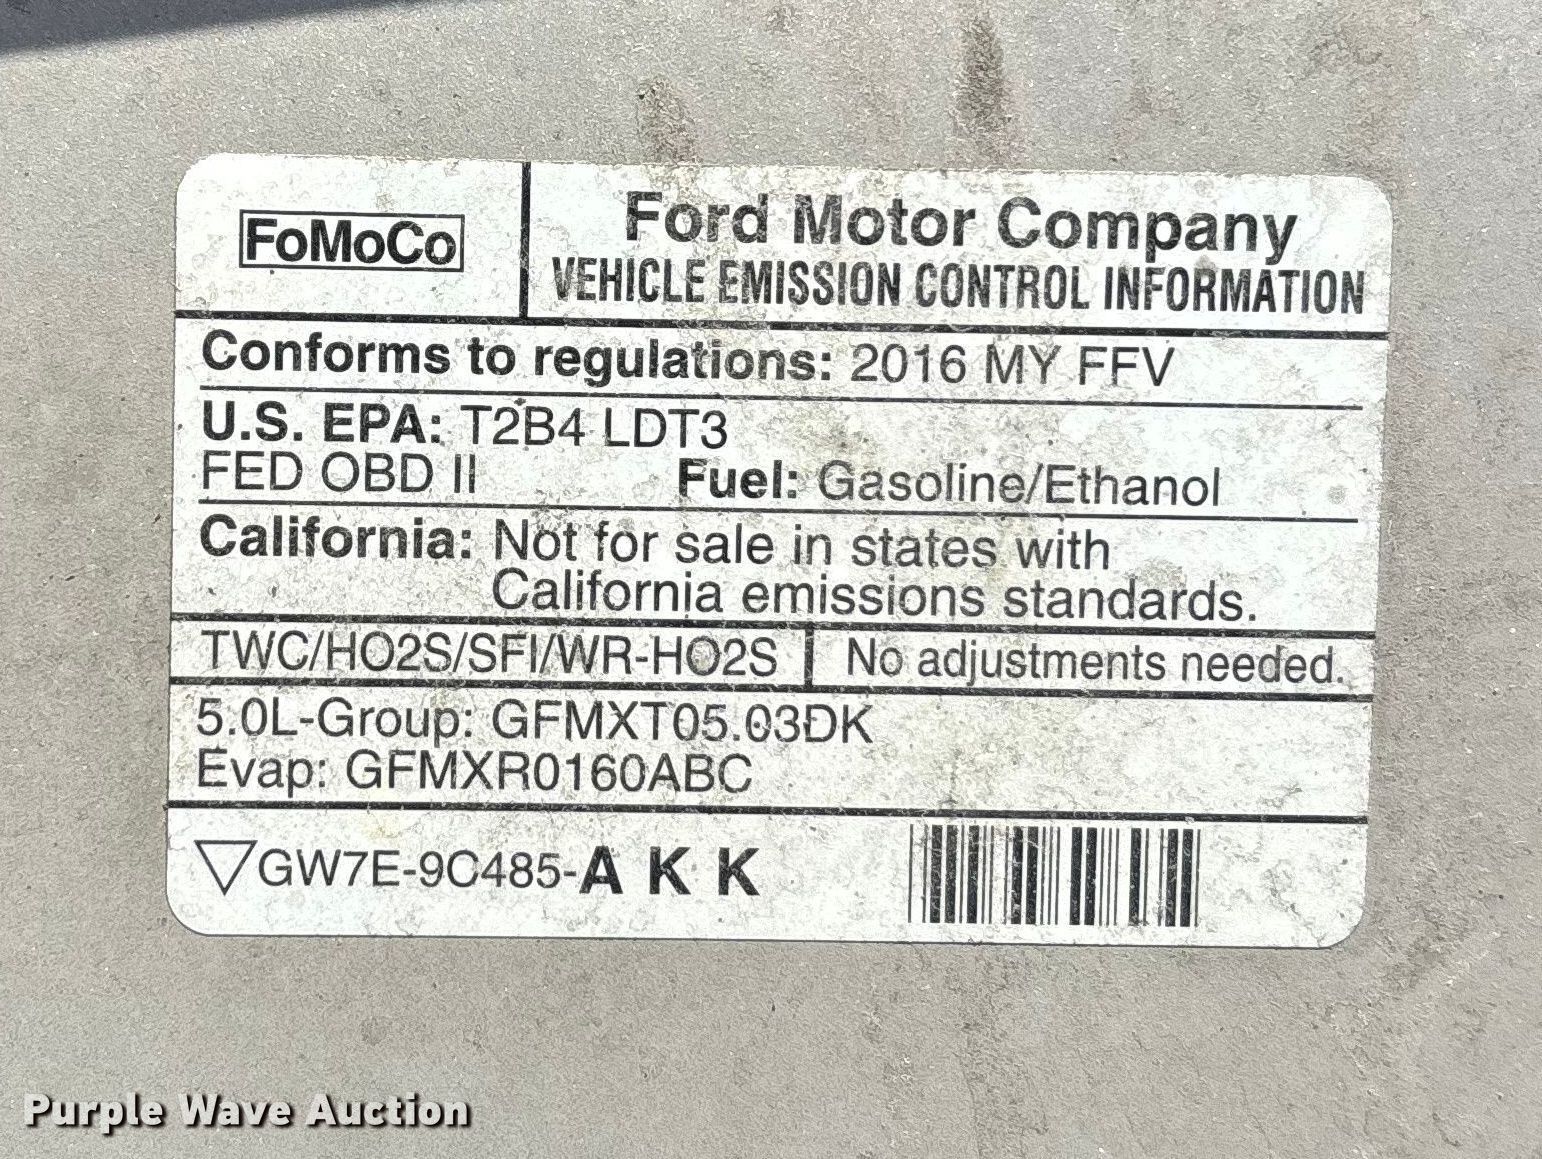 FoMoCo
Ford Motor Company
VEHICLE EMISSION CONTROL INFORMATION
Conforms to regulations: 2016 MY FFV
U.S. EPA: T2B4 LDT3
FED OBD II Fuel: Gasoline/Ethanol
California: Not for sale in states with
California emissions standards.
TWC/HO2S/SFI/WR-HO2S No adjustments needed.
5.0L-Group: GFMXT05.03DK
Evap: GFMXR0160ABC
GW7E-9C485-AKK
Purple Wave Auction